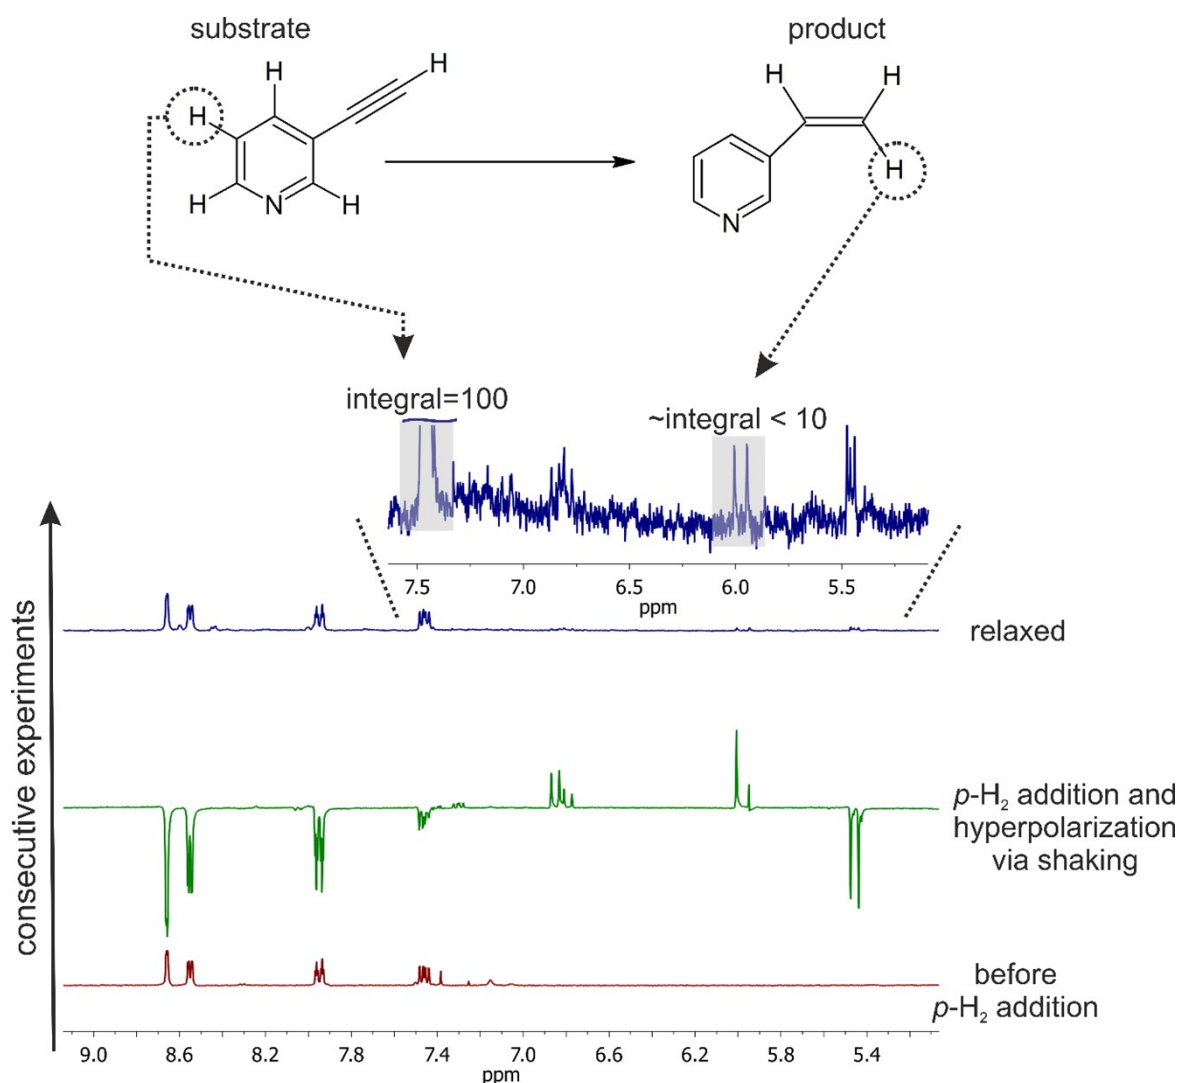 substrate
product
H
H
H
H
H
N
H
H
H
N
integral=100
~integral < 10
7.5 7.0 6.5 6.0 5.5
ppm
consecutive experiments
relaxed
p-H₂ addition and
hyperpolarization
via shaking
before
p-H₂ addition
9.0 8.6 8.2 7.8 7.4 7.0 6.6 6.2 5.8 5.4
ppm